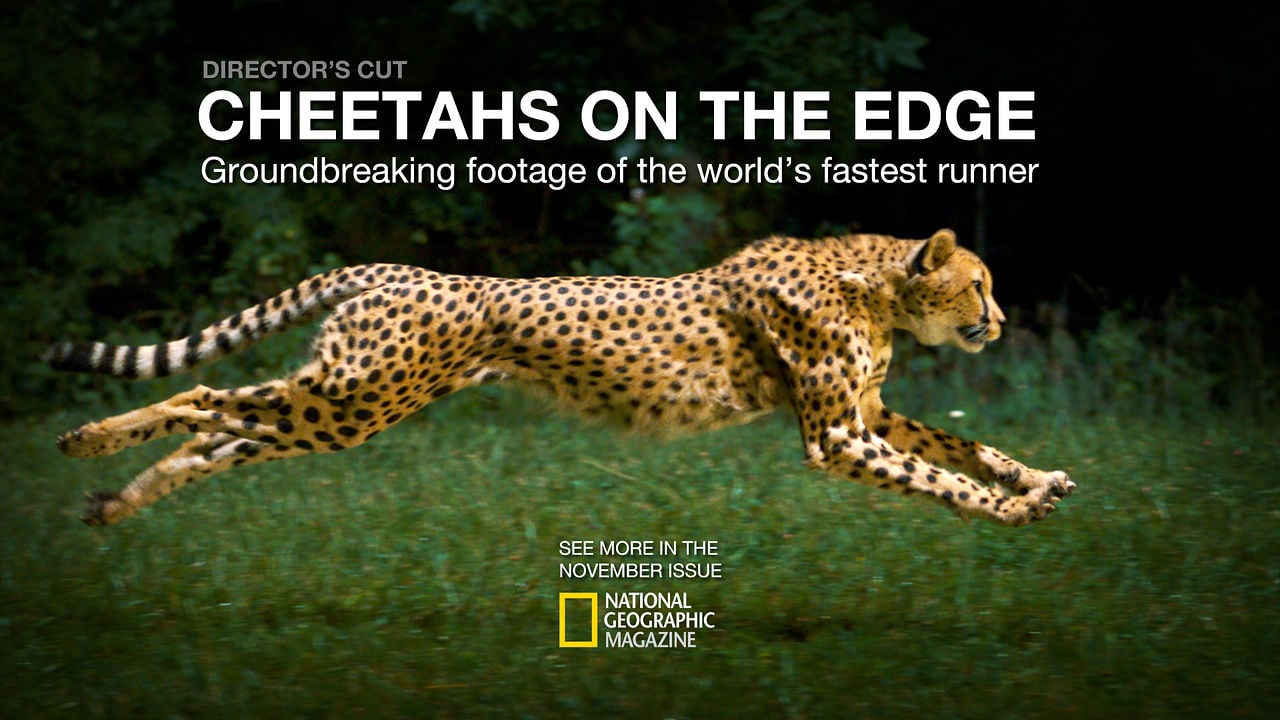 DIRECTOR’S CUT
CHEETAHS ON THE EDGE
Groundbreaking footage of the world’s fastest runner
SEE MORE IN THE
NOVEMBER ISSUE
NATIONAL
GEOGRAPHIC
MAGAZINE